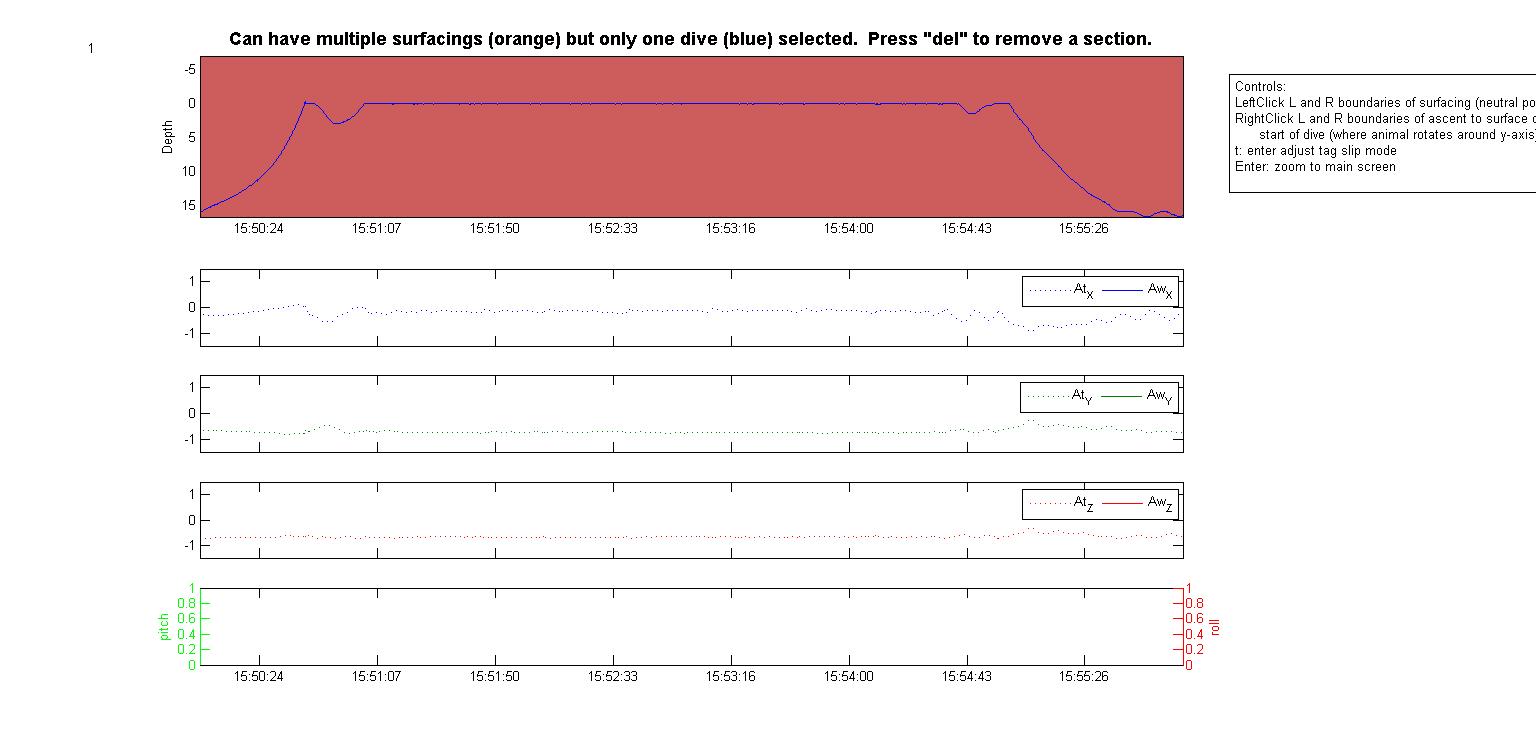 Can have multiple surfacings (orange) but only one dive (blue) selected.  Press "del" to remove a section.
1
-5
0
5
10
15
Depth
15:50:24 15:51:07 15:51:50 15:52:33 15:53:16 15:54:00 15:54:43 15:55:26
Controls:
LeftClick L and R boundaries of surfacing (neutral po
RightClick L and R boundaries of ascent to surface o
start of dive (where animal rotates around y-axis)
t: enter adjust tag slip mode
Enter: zoom to main screen
1
0
-1
AtX AwX
1
0
-1
AtY AwY
1
0
-1
AtZ AwZ
1
0.8
0.6
0.4
0.2
0
pitch
1
0.8
0.6
0.4
0.2
0
roll
15:50:24 15:51:07 15:51:50 15:52:33 15:53:16 15:54:00 15:54:43 15:55:26